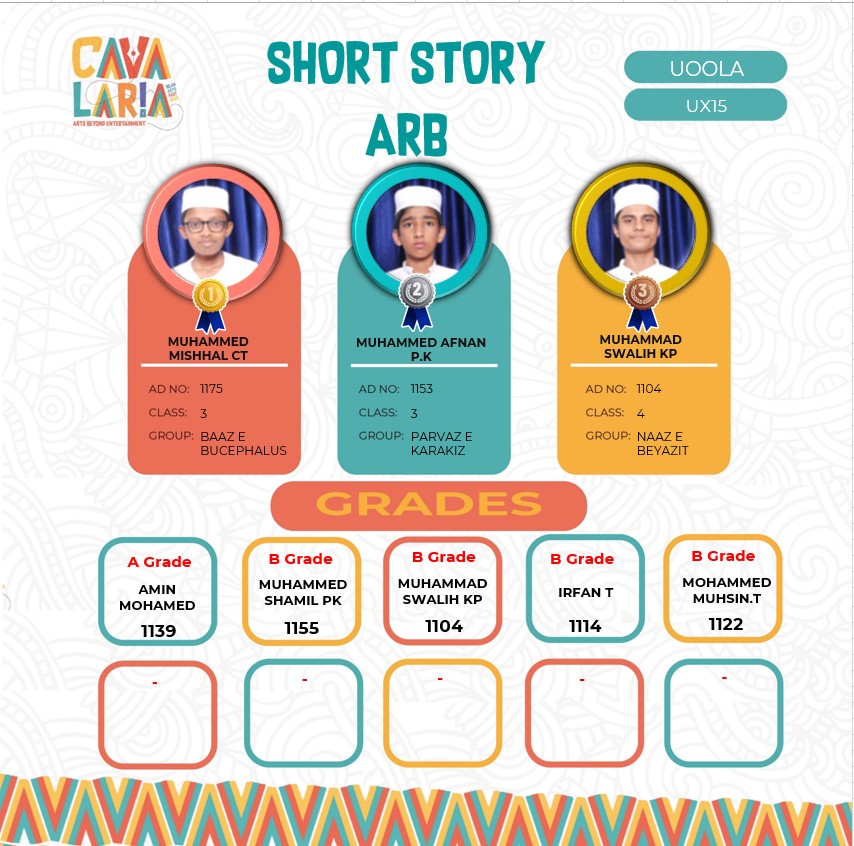 CAVA
LARIA
ARTS BEYOND ENTERTAINMENT
SHORT STORY
ARB
UOOLA
UX15
1
2
3
MUHAMMED
MISHHAL CT
AD NO: 1175
CLASS: 3
GROUP: BAAZ E
BUCEPHALUS
MUHAMMED AFNAN
P.K
AD NO: 1153
CLASS: 3
GROUP: PARVAZ E
KARAKIZ
MUHAMMAD
SWALIH KP
AD NO: 1104
CLASS: 4
GROUP: NAAZ E
BEYAZIT
GRADES
A Grade
AMIN
MOHAMED
1139
B Grade
MUHAMMED
SHAMIL PK
1155
B Grade
MUHAMMAD
SWALIH KP
1104
B Grade
IRFAN T
1114
B Grade
MOHAMMED
MUHSIN.T
1122
-
-
-
-
-